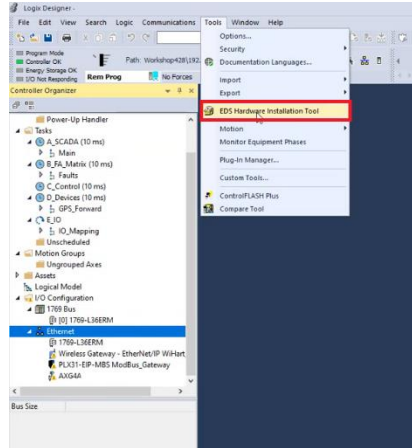 Logix Designer -
File Edit View Search Logic Communications Tools Window Help
Program Mode
Controller OK
Energy Storage OK
I/O Not Responding
Rem Prog
No Forces
Path: Workshop428\192.
Controller Organizer
Power-Up Handler
Tasks
A_SCADA (10 ms)
Main
B_FA_Matrix (10 ms)
Faults
C_Control (10 ms)
D_Devices (10 ms)
GPS_Forward
E_IO
IO_Mapping
Unscheduled
Motion Groups
Ungrouped Axes
Assets
Logical Model
I/O Configuration
1769 Bus
[0] 1769-L36ERM
Ethernet
1769-L36ERM
Wireless Gateway - EtherNet/IP WiHart
PLX31-EIP-MBS ModBus_Gateway
AXG4A
Bus Size
Options...
Security
Documentation Languages...
Import
Export
EDS Hardware Installation Tool
Motion
Monitor Equipment Phases
Plug-In Manager...
Custom Tools...
ControlFLASH Plus
Compare Tool